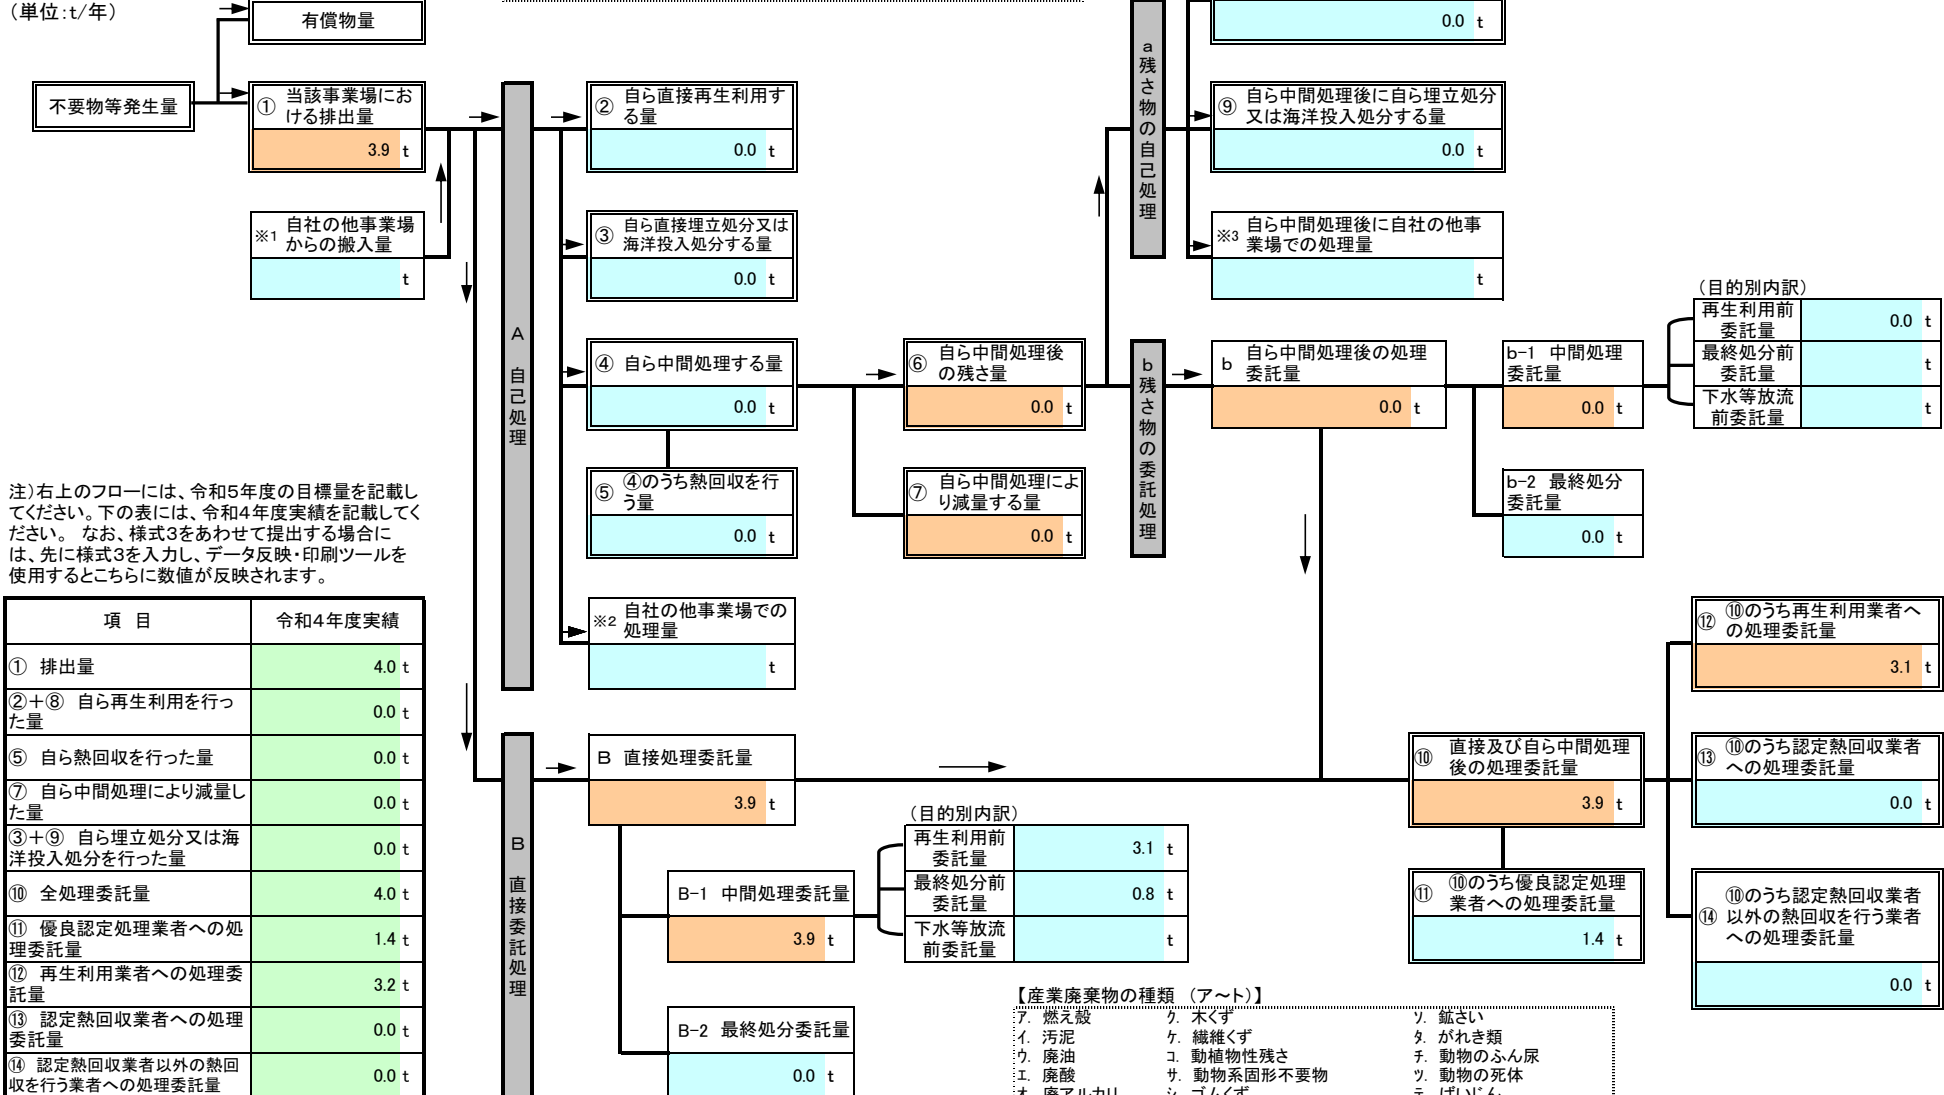 （単位：t/年）
有償物量
0.0 t
不要物等発生量
① 当該事業場にお
ける排出量
3.9 t
② 自ら直接再生利用す
る量
0.0 t
a
残
さ
物
の
自
己
処
理
⑨ 自ら中間処理後に自ら埋立処分
又は海洋投入処分する量
0.0 t
※1 自社の他事業場
からの搬入量
t
③ 自ら直接埋立処分又は
海洋投入処分する量
0.0 t
※3 自ら中間処理後に自社の他事
業場での処理量
t
A
自
己
処
理
④ 自ら中間処理する量
0.0 t
⑥ 自ら中間処理後
の残さ量
0.0 t
b
残
さ
物
の
委
託
処
理
b 自ら中間処理後の処理
委託量
0.0 t
b-1 中間処理
委託量
0.0 t
（目的別内訳）
再生利用前
委託量
0.0 t
最終処分前
委託量
t
下水等放流
前委託量
t
⑤ ④のうち熱回収を行
う量
0.0 t
⑦ 自ら中間処理によ
り減量する量
0.0 t
b-2 最終処分
委託量
0.0 t
注）右上のフローには、令和5年度の目標量を記載し
てください。下の表には、令和4年度実績を記載してく
ださい。 なお、様式3をあわせて提出する場合に
は、先に様式3を入力し、データ反映・印刷ツールを
使用するとこちらに数値が反映されます。
項 目 令和4年度実績
① 排出量 4.0 t
②＋⑧ 自ら再生利用を行っ
た量
0.0 t
⑤ 自ら熱回収を行った量 0.0 t
⑦ 自ら中間処理により減量し
た量
0.0 t
③＋⑨ 自ら埋立処分又は海
洋投入処分を行った量
0.0 t
⑩ 全処理委託量 4.0 t
⑪ 優良認定処理業者への処
理委託量
1.4 t
⑫ 再生利用業者への処理委
託量
3.2 t
⑬ 認定熱回収業者への処理
委託量
0.0 t
⑭ 認定熱回収業者以外の熱回
収を行う業者への処理委託量
0.0 t
※2 自社の他事業場での
処理量
t
B
直
接
委
託
処
理
B 直接処理委託量
3.9 t
B-1 中間処理委託量
3.9 t
（目的別内訳）
再生利用前
委託量
3.1 t
最終処分前
委託量
0.8 t
下水等放流
前委託量
t
B-2 最終処分委託量
0.0 t
⑩ 直接及び自ら中間処理
後の処理委託量
3.9 t
⑪ ⑩のうち優良認定処理
業者への処理委託量
1.4 t
⑫ ⑩のうち再生利用業者へ
の処理委託量
3.1 t
⑬ ⑩のうち認定熱回収業者
への処理委託量
0.0 t
⑭ ⑩のうち認定熱回収業者
以外の熱回収を行う業者
への処理委託量
0.0 t
【産業廃棄物の種類 （ア～ト）】
ア. 燃え殻 ク. 木くず ソ. 鉱さい
イ. 汚泥 ケ. 繊維くず タ. がれき類
ウ. 廃油 コ. 動植物性残さ チ. 動物のふん尿
エ. 廃酸 サ. 動物系固形不要物 ツ. 動物の死体
オ. 廃アルカリ シ. ゴムくず テ. ばいじん